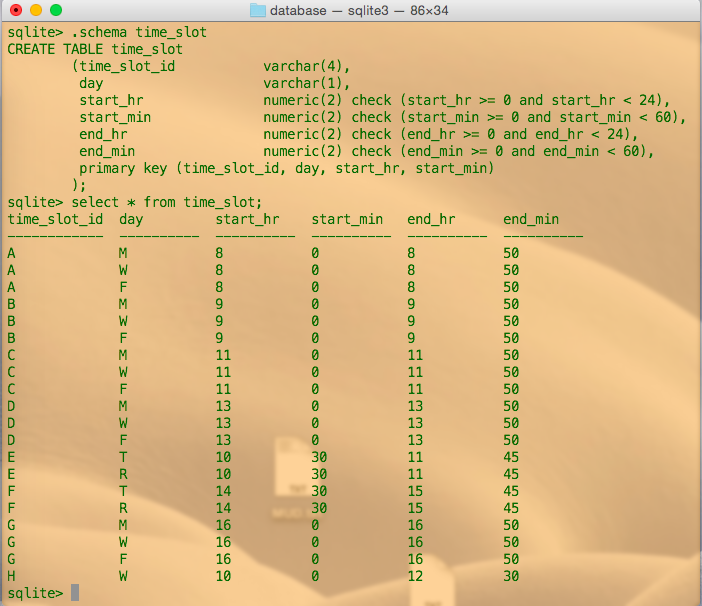 database — sqlite3 — 86×34
sqlite> .schema time_slot
CREATE TABLE time_slot
        (time_slot_id           varchar(4),
         day                    varchar(1),
         start_hr               numeric(2) check (start_hr >= 0 and start_hr < 24),
         start_min              numeric(2) check (start_min >= 0 and start_min < 60),
         end_hr                 numeric(2) check (end_hr >= 0 and end_hr < 24),
         end_min                numeric(2) check (end_min >= 0 and end_min < 60),
         primary key (time_slot_id, day, start_hr, start_min)
        );
sqlite> select * from time_slot;
time_slot_id  day         start_hr    start_min   end_hr      end_min
------------  ----------  ----------  ----------  ----------  ----------
A             M           8           0           8           50
A             W           8           0           8           50
A             F           8           0           8           50
B             M           9           0           9           50
B             W           9           0           9           50
B             F           9           0           9           50
C             M           11          0           11          50
C             W           11          0           11          50
C             F           11          0           11          50
D             M           13          0           13          50
D             W           13          0           13          50
D             F           13          0           13          50
E             T           10          30          11          45
E             R           10          30          11          45
F             T           14          30          15          45
F             R           14          30          15          45
G             M           16          0           16          50
G             W           16          0           16          50
G             F           16          0           16          50
H             W           10          0           12          30
sqlite>